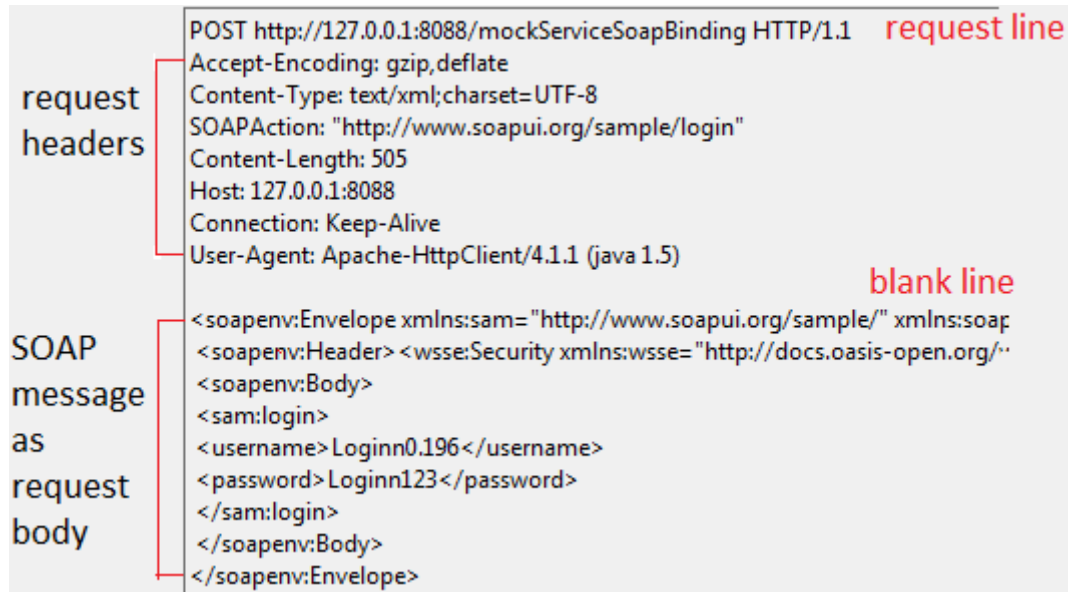 POST http://127.0.0.1:8088/mockServiceSoapBinding HTTP/1.1 request line
Accept-Encoding: gzip,deflate
Content-Type: text/xml;charset=UTF-8
SOAPAction: "http://www.soapui.org/sample/login"
Content-Length: 505
Host: 127.0.0.1:8088
Connection: Keep-Alive
User-Agent: Apache-HttpClient/4.1.1 (java 1.5)
request
headers
blank line
<soapenv:Envelope xmlns:sam="http://www.soapui.org/sample/" xmlns:soap
<soapenv:Header><wsse:Security xmlns:wsse="http://docs.oasis-open.org/
<soapenv:Body>
<sam:login>
<username>Loginn0.196</username>
<password>Loginn123</password>
</sam:login>
</soapenv:Body>
</soapenv:Envelope>
SOAP
message
as
request
body